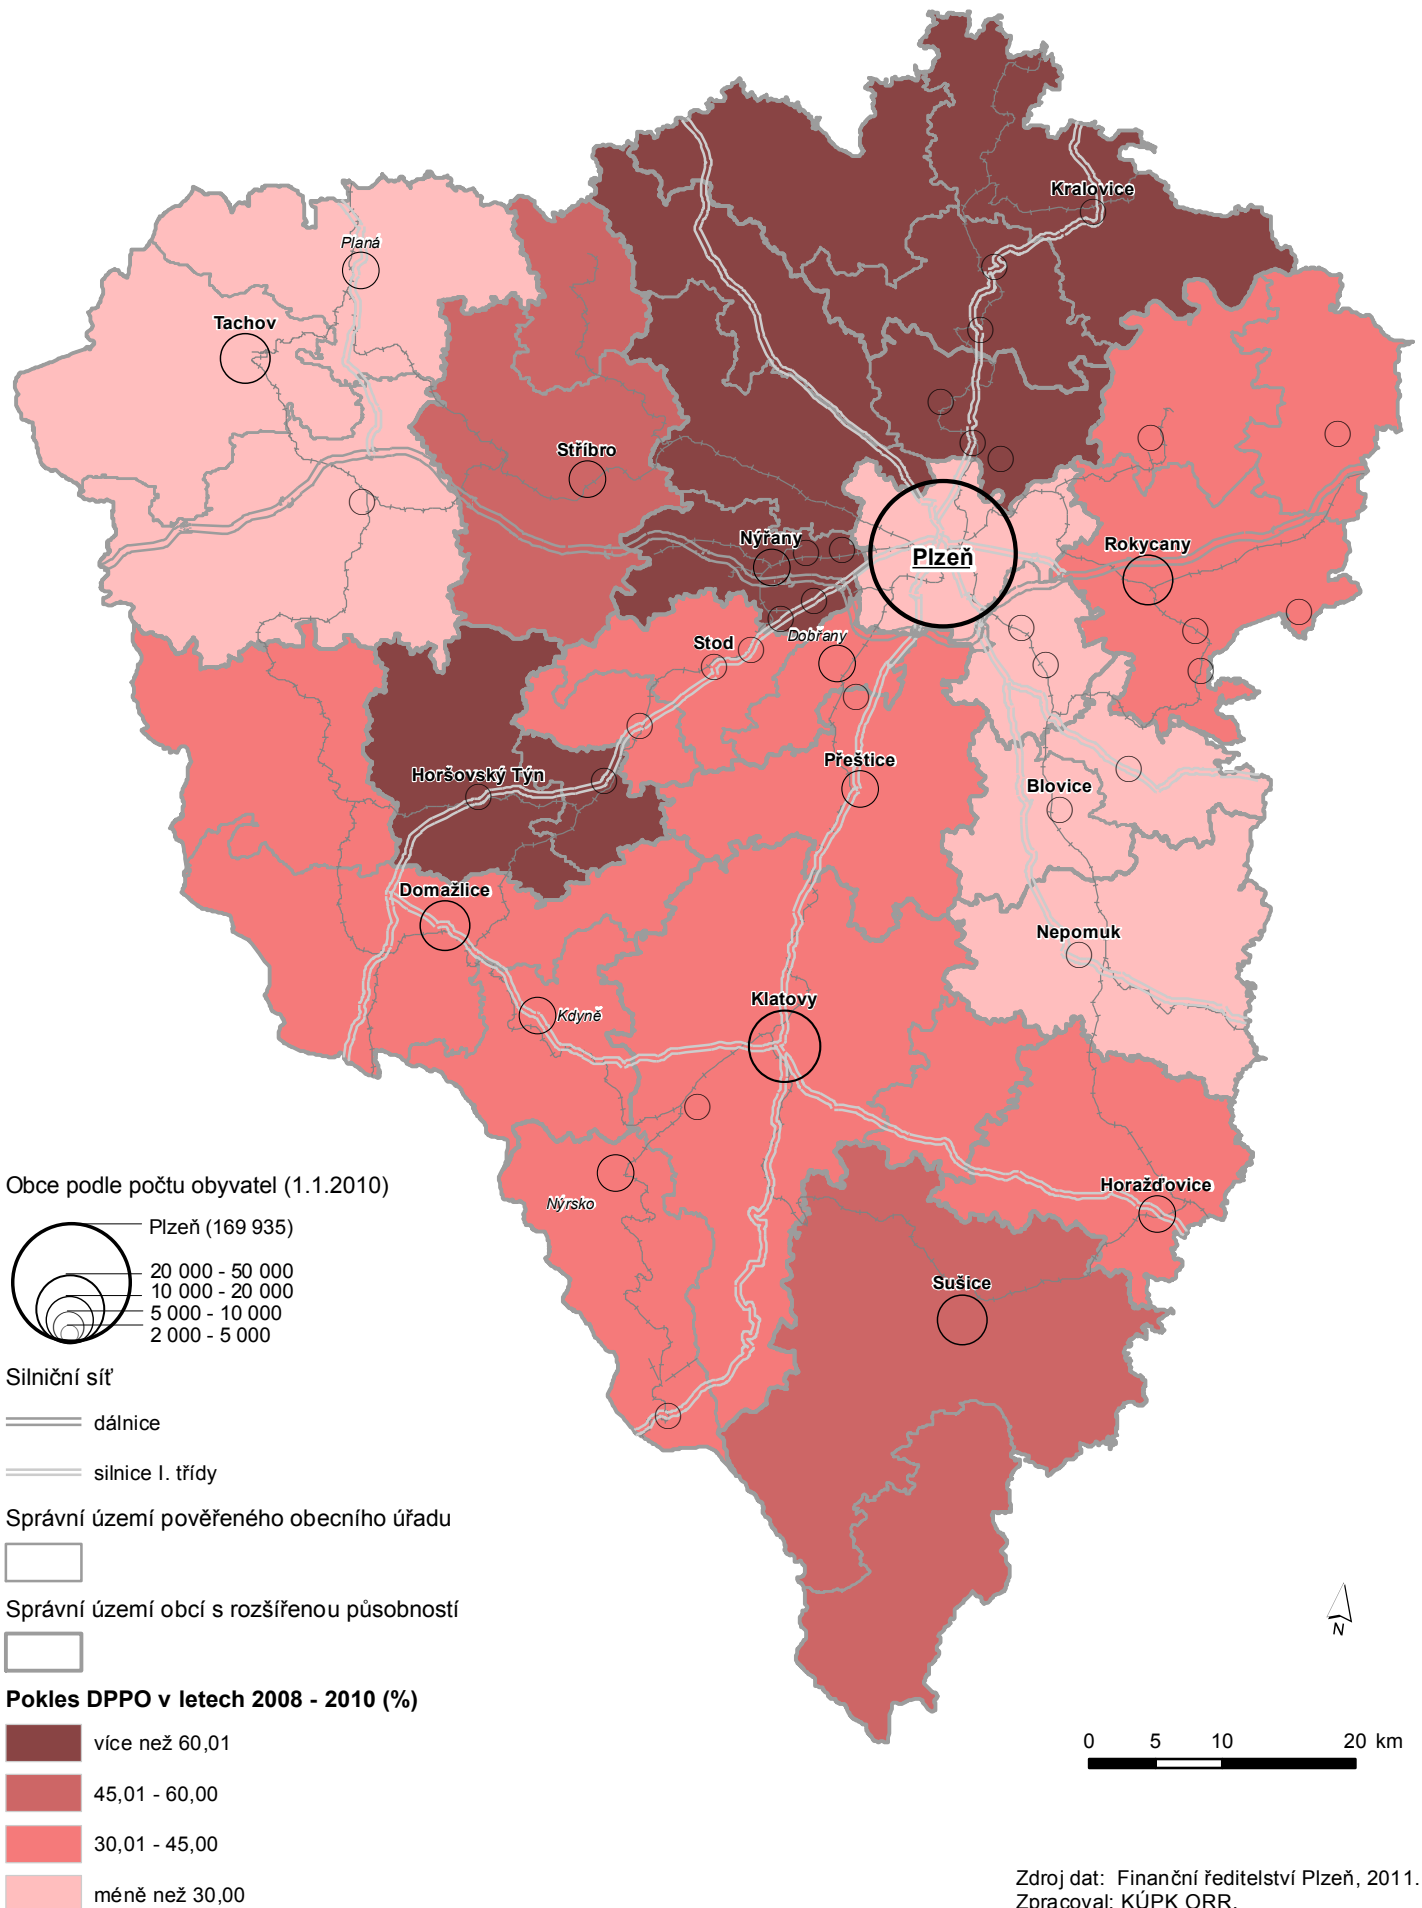 Kralovice
Planá
Tachov
Stříbro
Nýřany
Plzeň
Rokycany
Dobřany
Stod
Přeštice
Horšovský Týn
Blovice
Domažlice
Nepomuk
Klatovy
Kdyně
Horažďovice
Nýrsko
Sušice
Obce podle počtu obyvatel (1.1.2010)
Plzeň (169 935)
20 000 - 50 000
10 000 - 20 000
5 000 - 10 000
2 000 - 5 000
Silniční síť
dálnice
silnice I. třídy
Správní území pověřeného obecního úřadu
Správní území obcí s rozšířenou působností
Pokles DPPO v letech 2008 - 2010 (%)
více než 60,01
45,01 - 60,00
30,01 - 45,00
méně než 30,00
N
0 5 10 20 km
Zdroj dat: Finanční ředitelství Plzeň, 2011.
Zpracoval: KÚPK ORR.